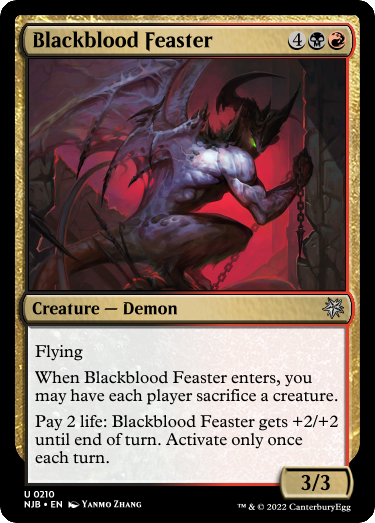 Blackblood Feaster 4
Creature — Demon
Flying
When Blackblood Feaster enters, you
may have each player sacrifice a creature.
Pay 2 life: Blackblood Feaster gets +2/+2
until end of turn. Activate only once
each turn.
3/3
U 0210
NJB • EN Yanmo Zhang
™ & © 2022 CanterburyEgg